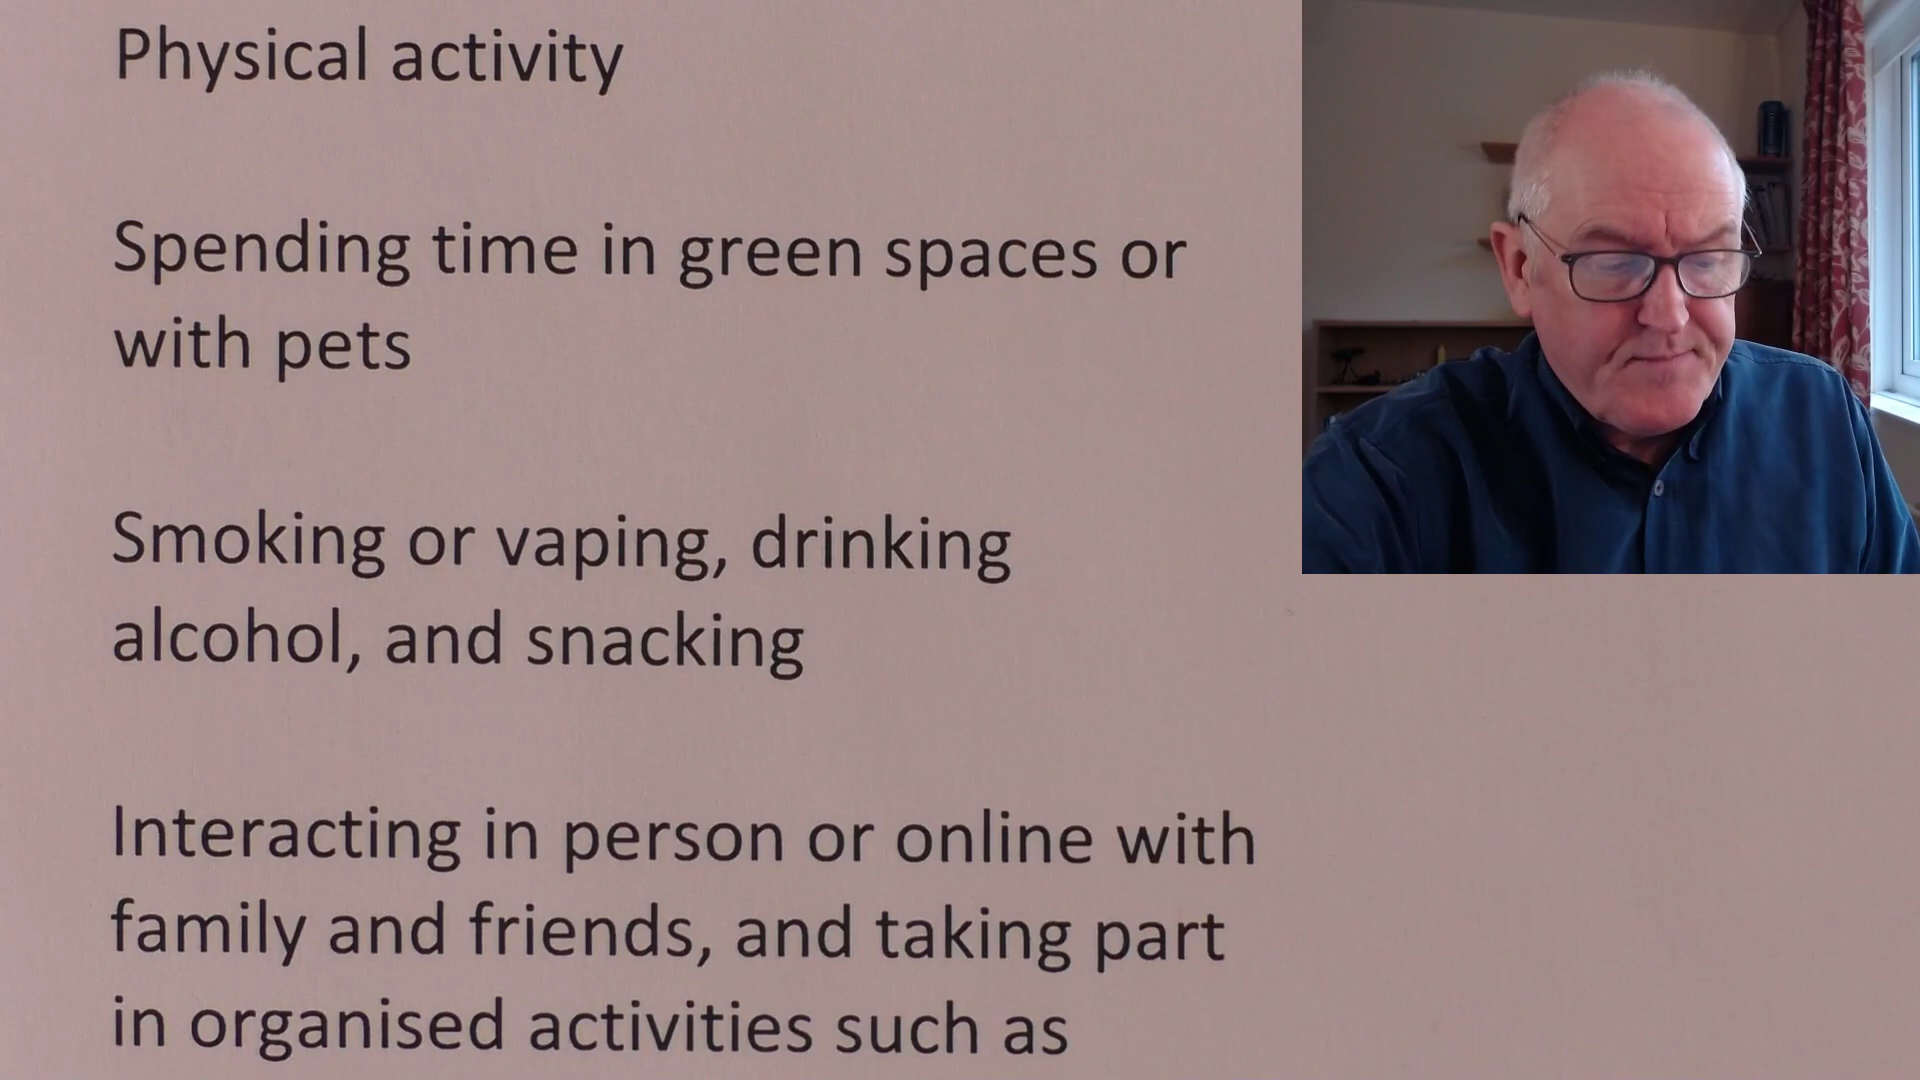 Physical activity
Spending time in green spaces or
with pets
Smoking or vaping, drinking
alcohol, and snacking
Interacting in person or online with
family and friends, and taking part
in organised activities such as